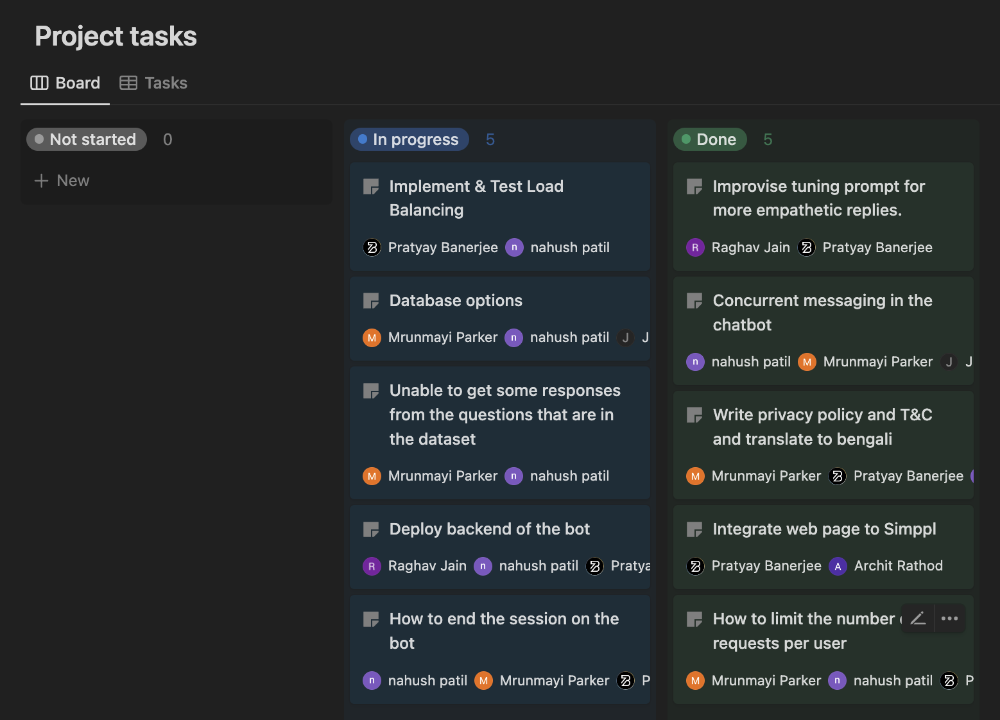 Project tasks
Board
Tasks
Not started 0
New
In progress 5
Implement & Test Load
Balancing
Pratyay Banerjee n nahush patil
Database options
M Mrunmayi Parker n nahush patil J J
Unable to get some responses
from the questions that are in
the dataset
M Mrunmayi Parker n nahush patil
Deploy backend of the bot
R Raghav Jain n nahush patil Pratya
How to end the session on the
bot
n nahush patil M Mrunmayi Parker P
Done 5
Improvise tuning prompt for
more empathetic replies.
R Raghav Jain Pratyay Banerjee
Concurrent messaging in the
chatbot
n nahush patil M Mrunmayi Parker J J
Write privacy policy and T&C
and translate to bengali
M Mrunmayi Parker Pratyay Banerjee
Integrate web page to Simppl
Pratyay Banerjee A Archit Rathod
How to limit the number
requests per user
M Mrunmayi Parker n nahush patil P